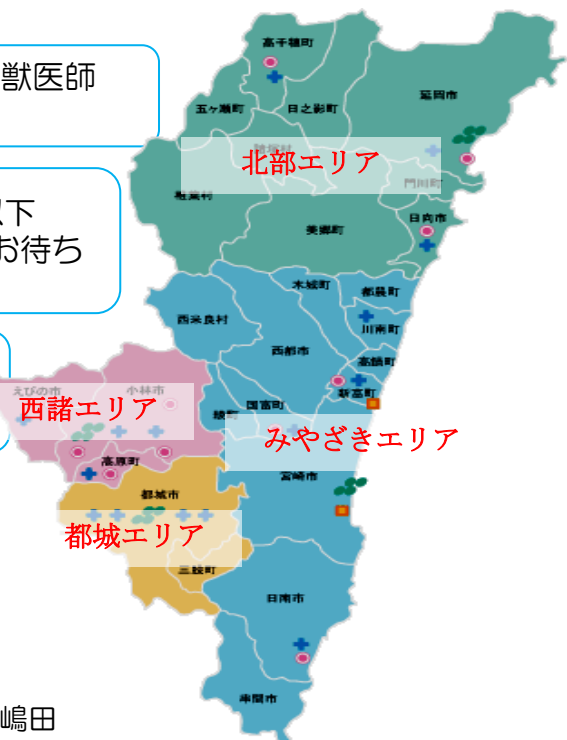 獣医師
以下
お待ち
高千穂町
延岡市
五ヶ瀬町
日之影町
北部エリア
門川町
椎葉村
日向市
美郷町
木城町
都農町
西米良村
川南町
西都市
高鍋町
えびの市
小林市
新富町
西諸エリア
国富町
綾町
みやざきエリア
高原町
宮崎市
都城市
都城エリア
三股町
日南市
串間市
嶋田